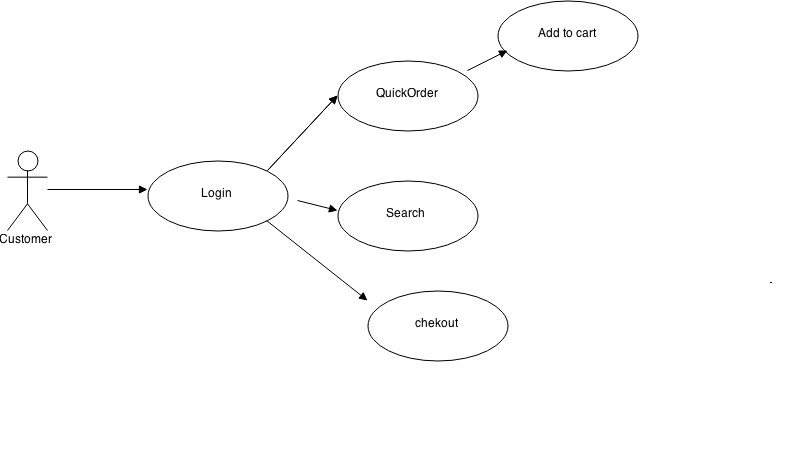 Add to cart
QuickOrder
Login
Search
Customer
chekout